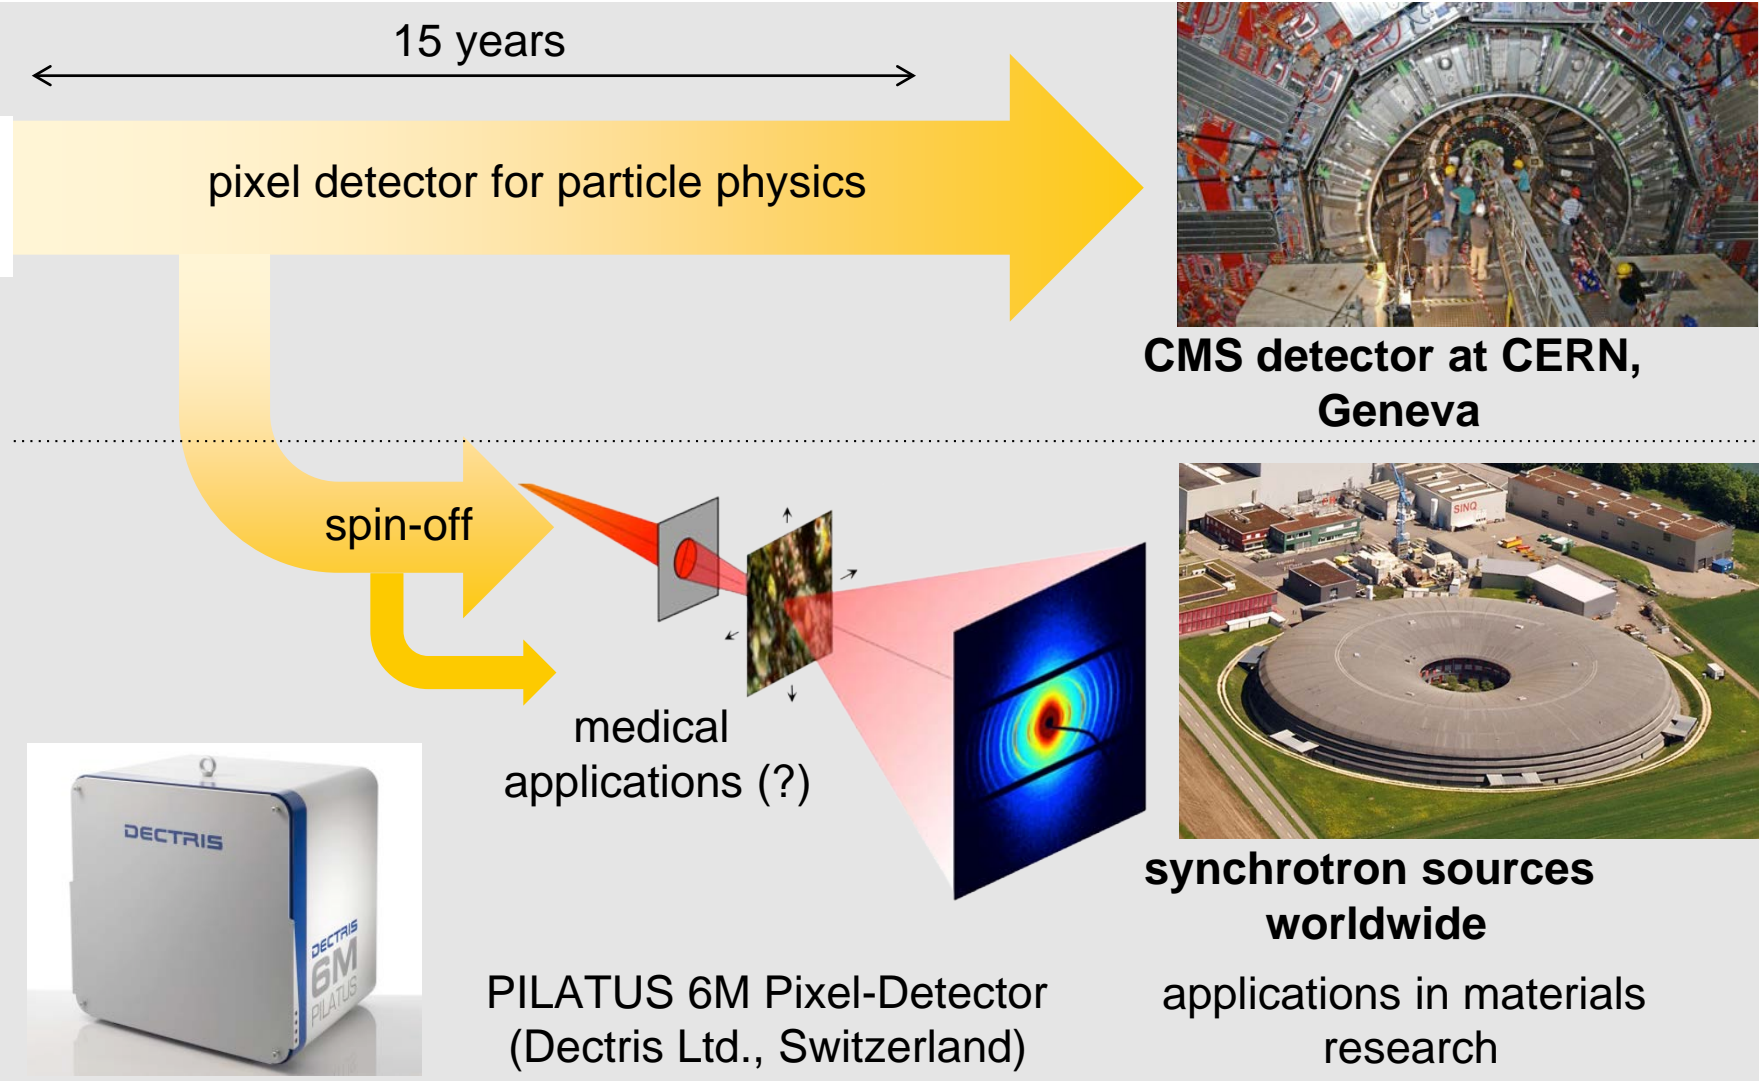 15 years
pixel detector for particle physics
CMS detector at CERN,
Geneva
spin-off
SINQ
medical
applications (?)
DECTRIS
DECTRIS
6M
PILATUS
synchrotron sources
worldwide
PILATUS 6M Pixel-Detector
(Dectris Ltd., Switzerland)
applications in materials
research